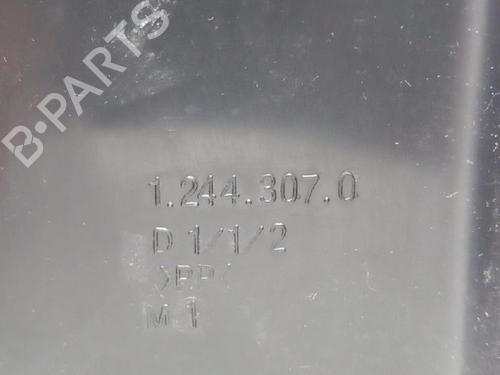 B-PARTS
1.244.307.0
D 1/1/2
>PP<
M 1